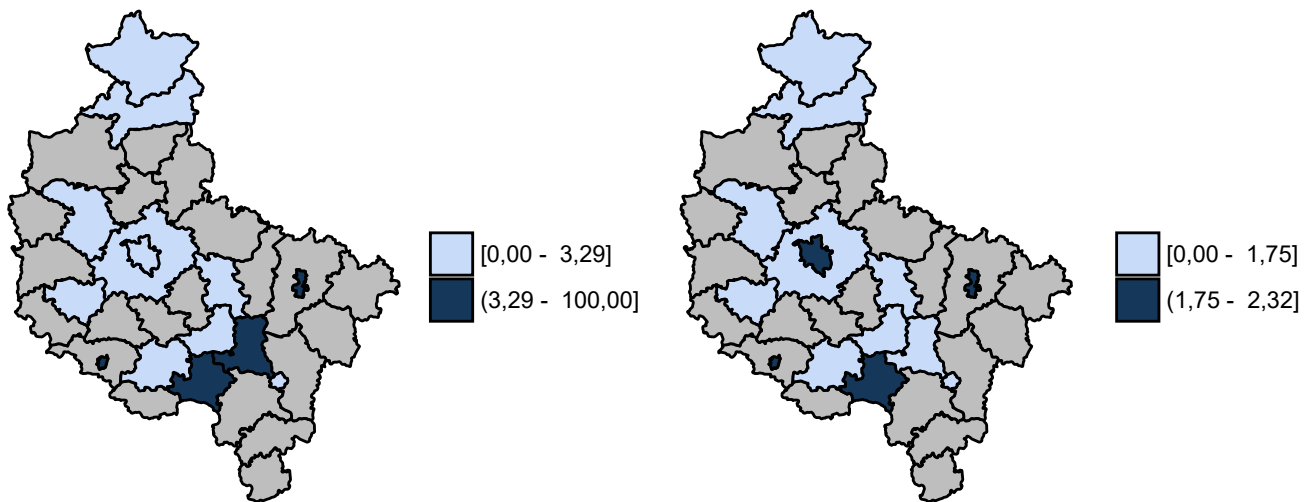 [0,00 -  3,29]
(3,29 -  100,00]
[0,00 -  1,75]
(1,75 -  2,32]